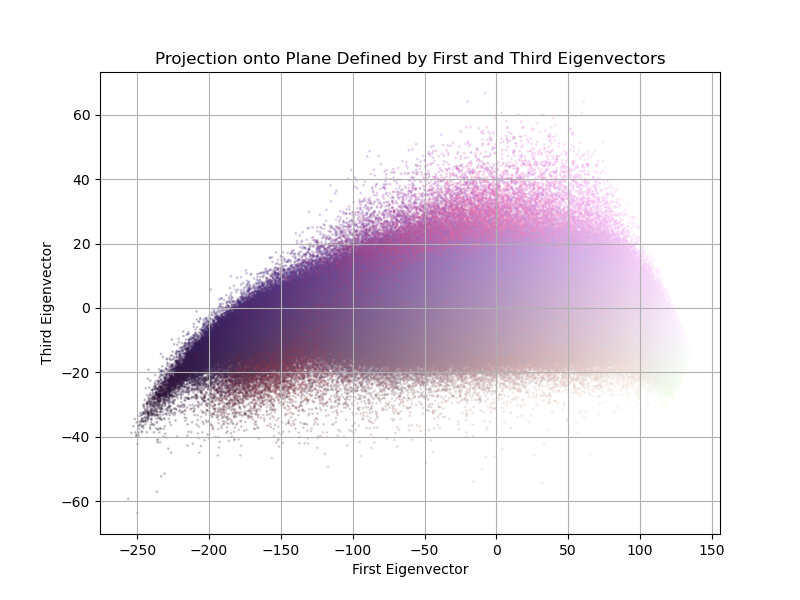 Projection onto Plane Defined by First and Third Eigenvectors
Third Eigenvector
60
40
20
0
−20
−40
−60
−250 −200 −150 −100 −50 0 50 100 150
First Eigenvector